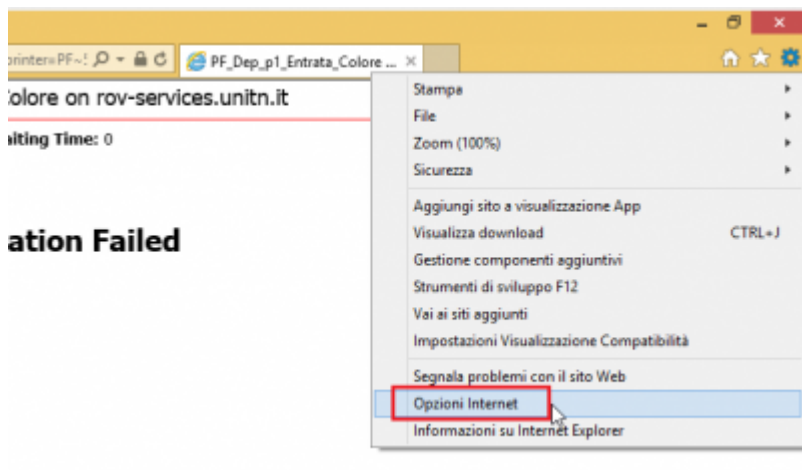 printer=PF~!
PF_Dep_p1_Entrata_Colore ...
Colore on rov-services.unitn.it
aiting Time: 0
ation Failed
Stampa
File
Zoom (100%)
Sicurezza
Aggiungi sito a visualizzazione App
Visualizza download CTRL+J
Gestione componenti aggiuntivi
Strumenti di sviluppo F12
Vai ai siti aggiunti
Impostazioni Visualizzazione Compatibilità
Segnala problemi con il sito Web
Opzioni Internet
Informazioni su Internet Explorer